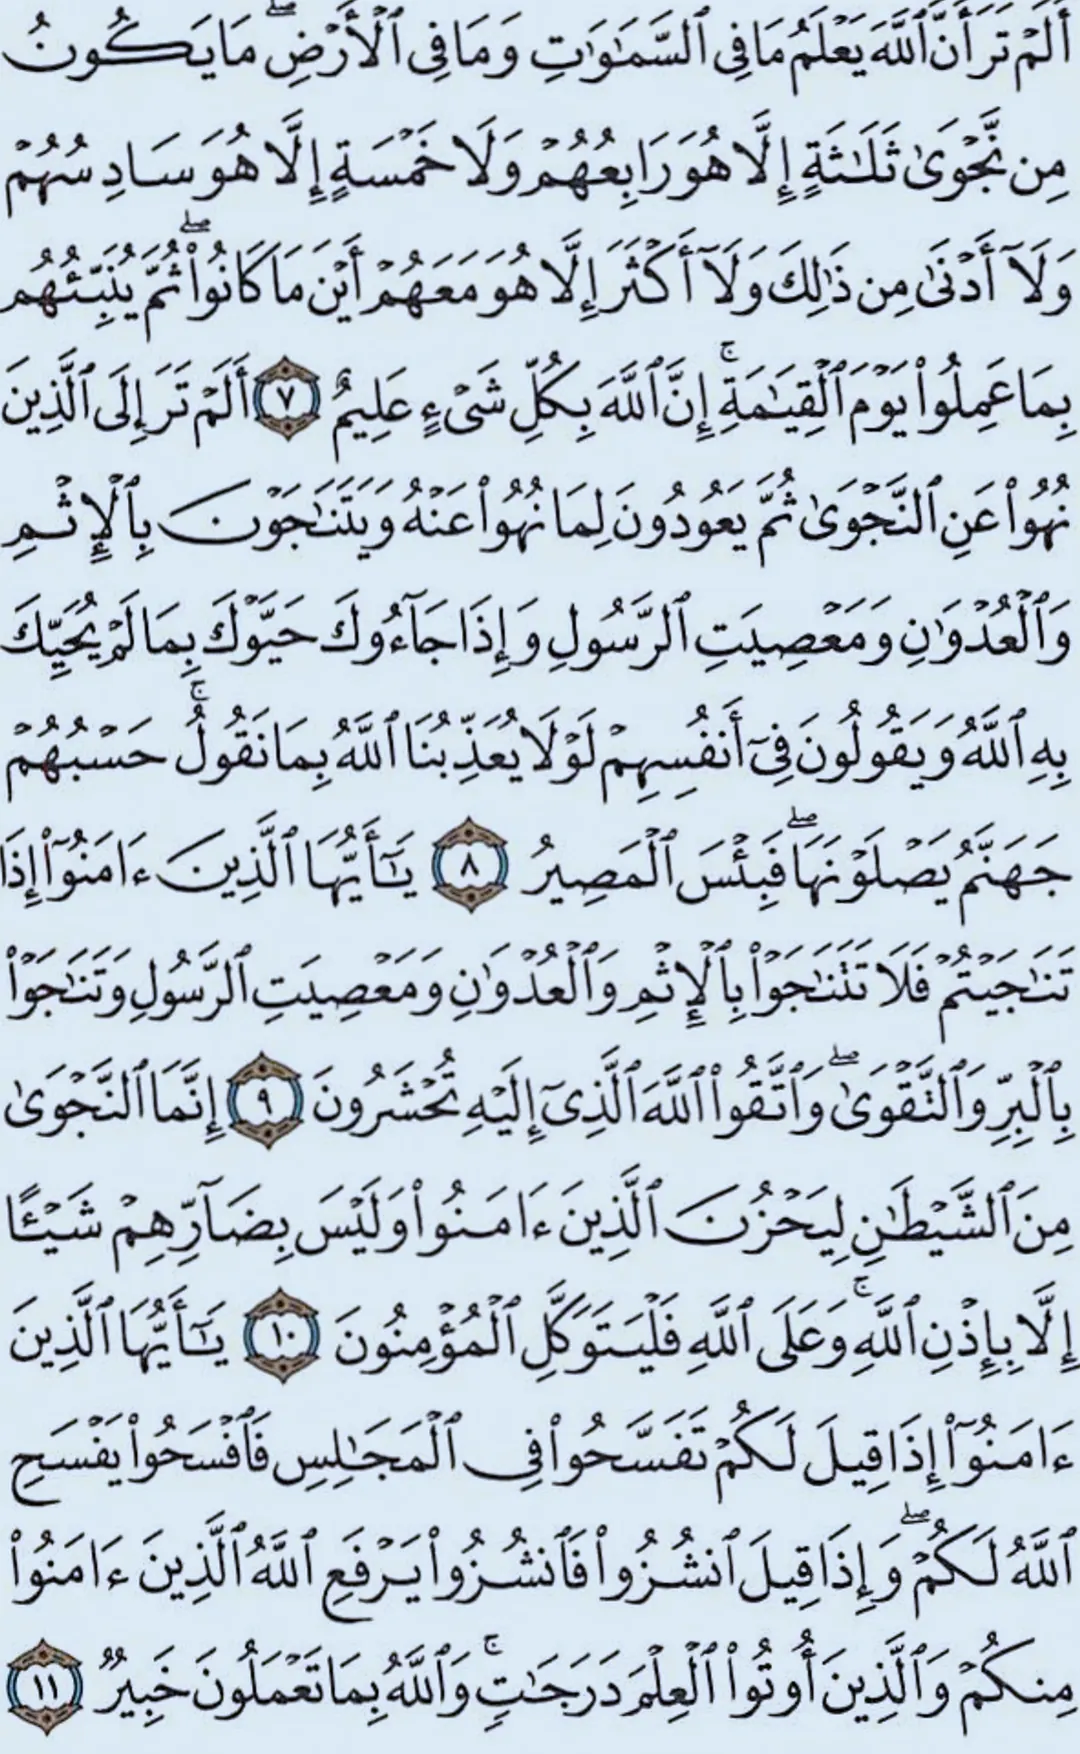 أَلَمْ تَرَ أَنَّ ٱللَّهَ يَعْلَمُ مَا فِى ٱلسَّمَٰوَٰتِ وَمَا فِى ٱلْأَرْضِ ۖ مَا يَكُونُ
مِن نَّجْوَىٰ ثَلَٰثَةٍ إِلَّا هُوَ رَابِعُهُمْ وَلَا خَمْسَةٍ إِلَّا هُوَ سَادِسُهُمْ
وَلَآ أَدْنَىٰ مِن ذَٰلِكَ وَلَآ أَكْثَرَ إِلَّا هُوَ مَعَهُمْ أَيْنَ مَا كَانُوا۟ ۖ ثُمَّ يُنَبِّئُهُم
بِمَا عَمِلُوا۟ يَوْمَ ٱلْقِيَٰمَةِ ۚ إِنَّ ٱللَّهَ بِكُلِّ شَىْءٍ عَلِيمٌ ٧ أَلَمْ تَرَ إِلَى ٱلَّذِينَ
نُهُوا۟ عَنِ ٱلنَّجْوَىٰ ثُمَّ يَعُودُونَ لِمَا نُهُوا۟ عَنْهُ وَيَتَنَٰجَوْنَ بِٱلْإِثْمِ
وَٱلْعُدْوَٰنِ وَمَعْصِيَتِ ٱلرَّسُولِ وَإِذَا جَآءُوكَ حَيَّوْكَ بِمَا لَمْ يُحَيِّكَ
بِهِ ٱللَّهُ وَيَقُولُونَ فِىٓ أَنفُسِهِمْ لَوْلَا يُعَذِّبُنَا ٱللَّهُ بِمَا نَقُولُ ۚ حَسْبُهُمْ
جَهَنَّمُ يَصْلَوْنَهَا ۖ فَبِئْسَ ٱلْمَصِيرُ ٨ يَٰٓأَيُّهَا ٱلَّذِينَ ءَامَنُوٓا۟ إِذَا
تَنَٰجَيْتُمْ فَلَا تَتَنَٰجَوْا۟ بِٱلْإِثْمِ وَٱلْعُدْوَٰنِ وَمَعْصِيَتِ ٱلرَّسُولِ وَتَنَٰجَوْا۟
بِٱلْبِرِّ وَٱلتَّقْوَىٰ ۖ وَٱتَّقُوا۟ ٱللَّهَ ٱلَّذِىٓ إِلَيْهِ تُحْشَرُونَ ٩ إِنَّمَا ٱلنَّجْوَىٰ
مِنَ ٱلشَّيْطَٰنِ لِيَحْزُنَ ٱلَّذِينَ ءَامَنُوا۟ وَلَيْسَ بِضَآرِّهِمْ شَيْـًٔا
إِلَّا بِإِذْنِ ٱللَّهِ ۚ وَعَلَى ٱللَّهِ فَلْيَتَوَكَّلِ ٱلْمُؤْمِنُونَ ١٠ يَٰٓأَيُّهَا ٱلَّذِينَ
ءَامَنُوٓا۟ إِذَا قِيلَ لَكُمْ تَفَسَّحُوا۟ فِى ٱلْمَجَٰلِسِ فَٱفْسَحُوا۟ يَفْسَحِ
ٱللَّهُ لَكُمْ ۖ وَإِذَا قِيلَ ٱنشُزُوا۟ فَٱنشُزُوا۟ يَرْفَعِ ٱللَّهُ ٱلَّذِينَ ءَامَنُوا۟
مِنكُمْ وَٱلَّذِينَ أُوتُوا۟ ٱلْعِلْمَ دَرَجَٰتٍ ۚ وَٱللَّهُ بِمَا تَعْمَلُونَ خَبِيرٌ ١١